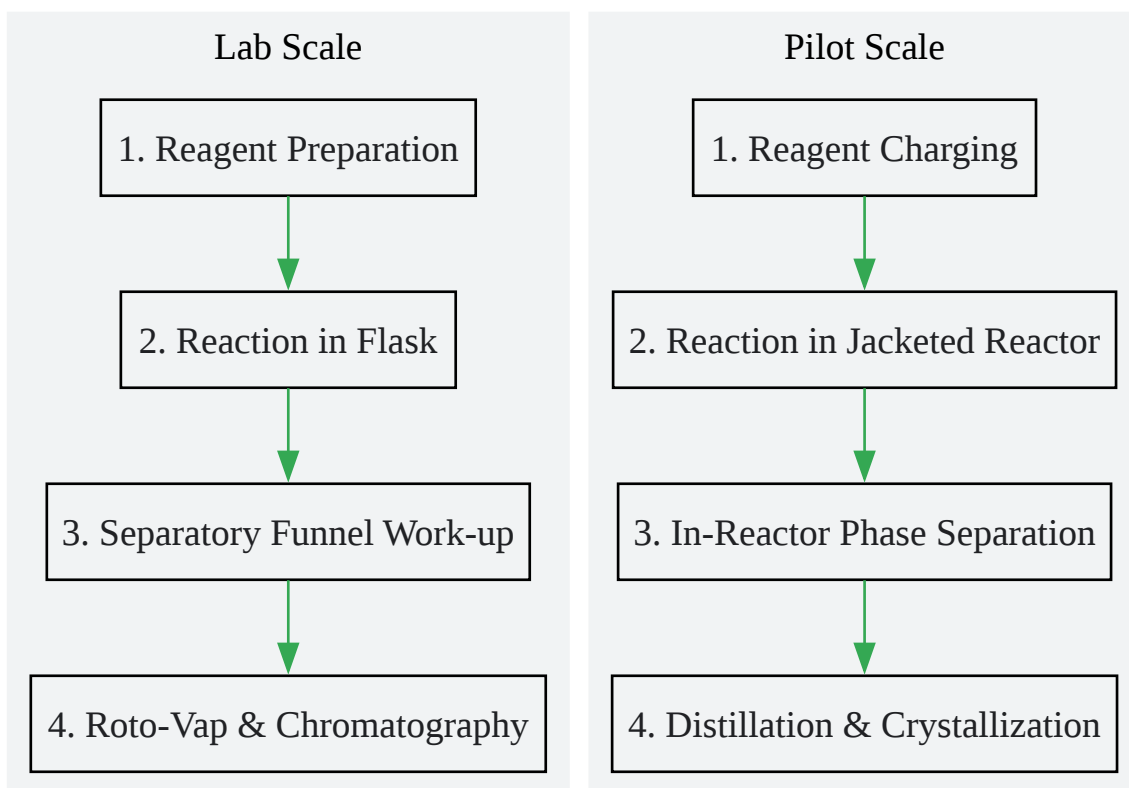 Lab Scale
1. Reagent Preparation
2. Reaction in Flask
3. Separatory Funnel Work-up
4. Roto-Vap & Chromatography
Pilot Scale
1. Reagent Charging
2. Reaction in Jacketed Reactor
3. In-Reactor Phase Separation
4. Distillation & Crystallization